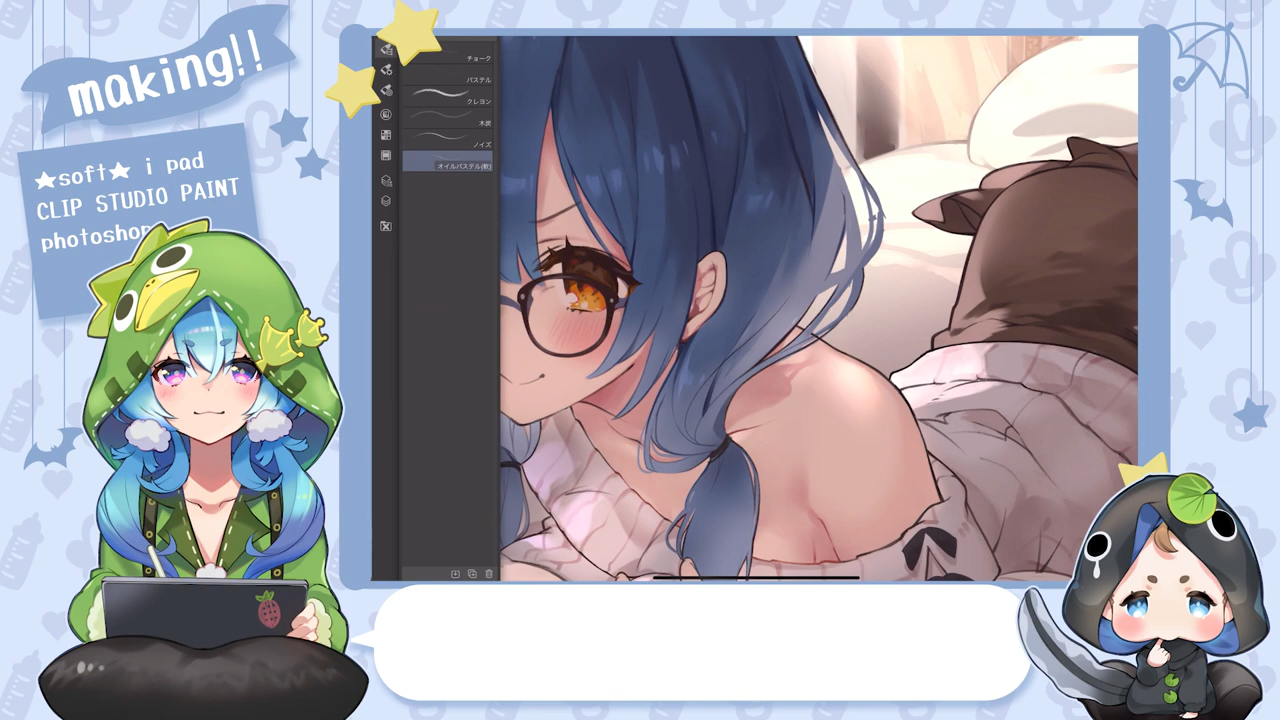 making!!
★soft★ i pad
CLIP STUDIO PAINT
photoshop
チョーク
パステル
クレヨン
木炭
ノイズ
オイルパステル(軟)